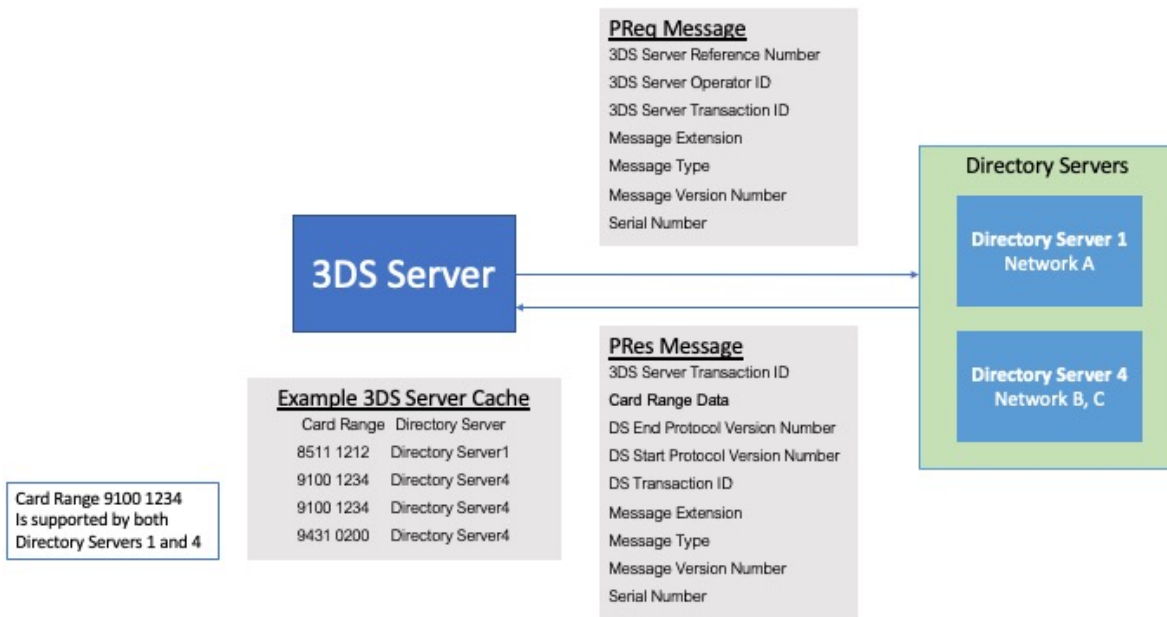 PReq Message
3DS Server Reference Number
3DS Server Operator ID
3DS Server Transaction ID
Message Extension
Message Type
Message Version Number
Serial Number
Directory Servers
Directory Server 1
Network A
Directory Server 4
Network B, C
3DS Server
PRes Message
3DS Server Transaction ID
Card Range Data
DS End Protocol Version Number
DS Start Protocol Version Number
DS Transaction ID
Message Extension
Message Type
Message Version Number
Serial Number
Example 3DS Server Cache
Card Range Directory Server
8511 1212 Directory Server1
9100 1234 Directory Server4
9100 1234 Directory Server4
9431 0200 Directory Server4
Card Range 9100 1234
Is supported by both
Directory Servers 1 and 4